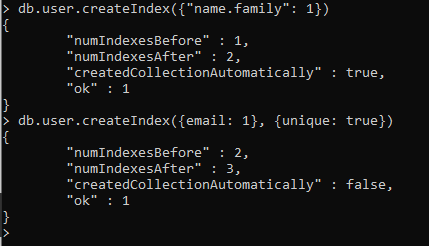 > db.user.createIndex({"name.family": 1})
{
        "numIndexesBefore" : 1,
        "numIndexesAfter" : 2,
        "createdCollectionAutomatically" : true,
        "ok" : 1
}
> db.user.createIndex({email: 1}, {unique: true})
{
        "numIndexesBefore" : 2,
        "numIndexesAfter" : 3,
        "createdCollectionAutomatically" : false,
        "ok" : 1
}
>